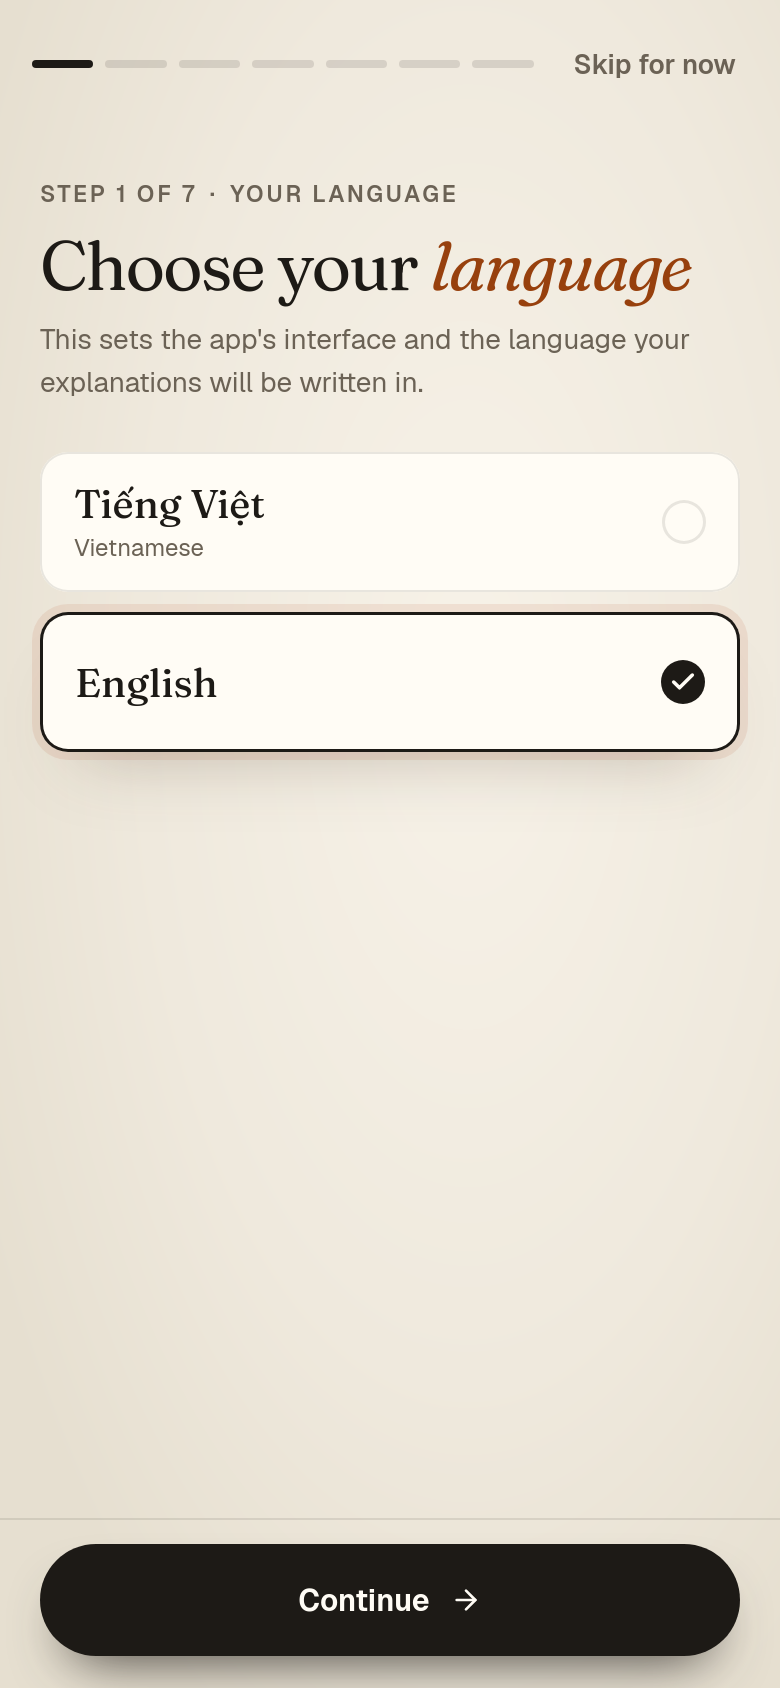 Skip for now
STEP 1 OF 7 · YOUR LANGUAGE
Choose your language
This sets the app's interface and the language your
explanations will be written in.
Tiếng Việt
Vietnamese
English
Continue →